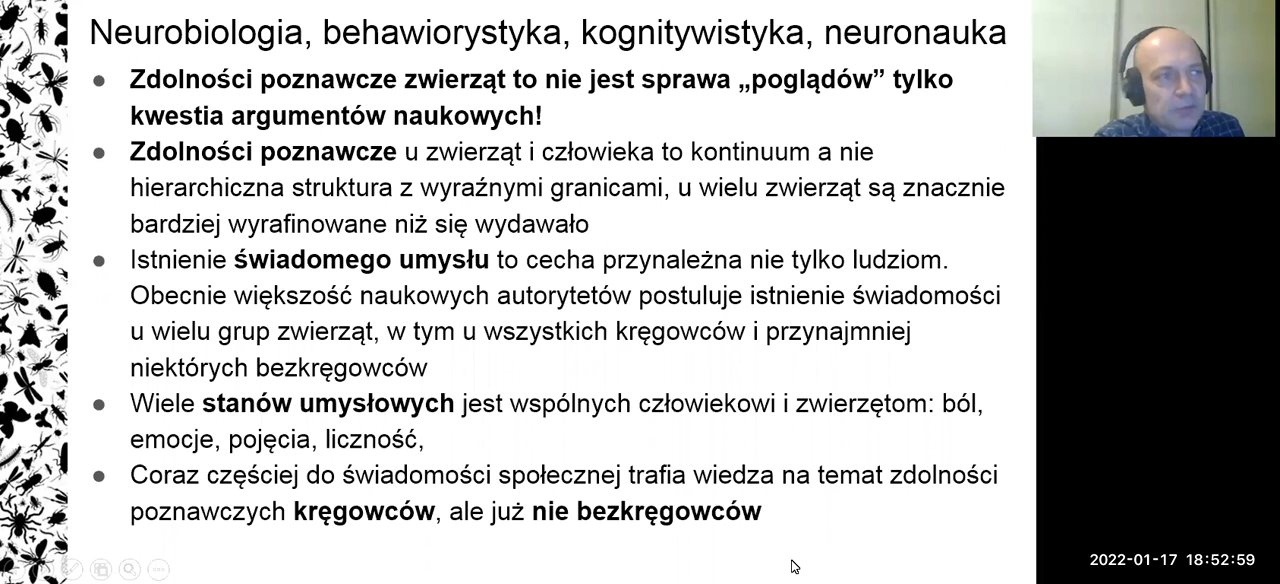 Neurobiologia, behawiorystyka, kognitywistyka, neuronauka
● Zdolności poznawcze zwierząt to nie jest sprawa „poglądów” tylko
kwestia argumentów naukowych!
● Zdolności poznawcze u zwierząt i człowieka to kontinuum a nie
hierarchiczna struktura z wyraźnymi granicami, u wielu zwierząt są znacznie
bardziej wyrafinowane niż się wydawało
● Istnienie świadomego umysłu to cecha przynależna nie tylko ludziom.
Obecnie większość naukowych autorytetów postuluje istnienie świadomości
u wielu grup zwierząt, w tym u wszystkich kręgowców i przynajmniej
niektórych bezkręgowców
● Wiele stanów umysłowych jest wspólnych człowiekowi i zwierzętom: ból,
emocje, pojęcia, liczność,
● Coraz częściej do świadomości społecznej trafia wiedza na temat zdolności
poznawczych kręgowców, ale już nie bezkręgowców
2022-01-17 18:52:59